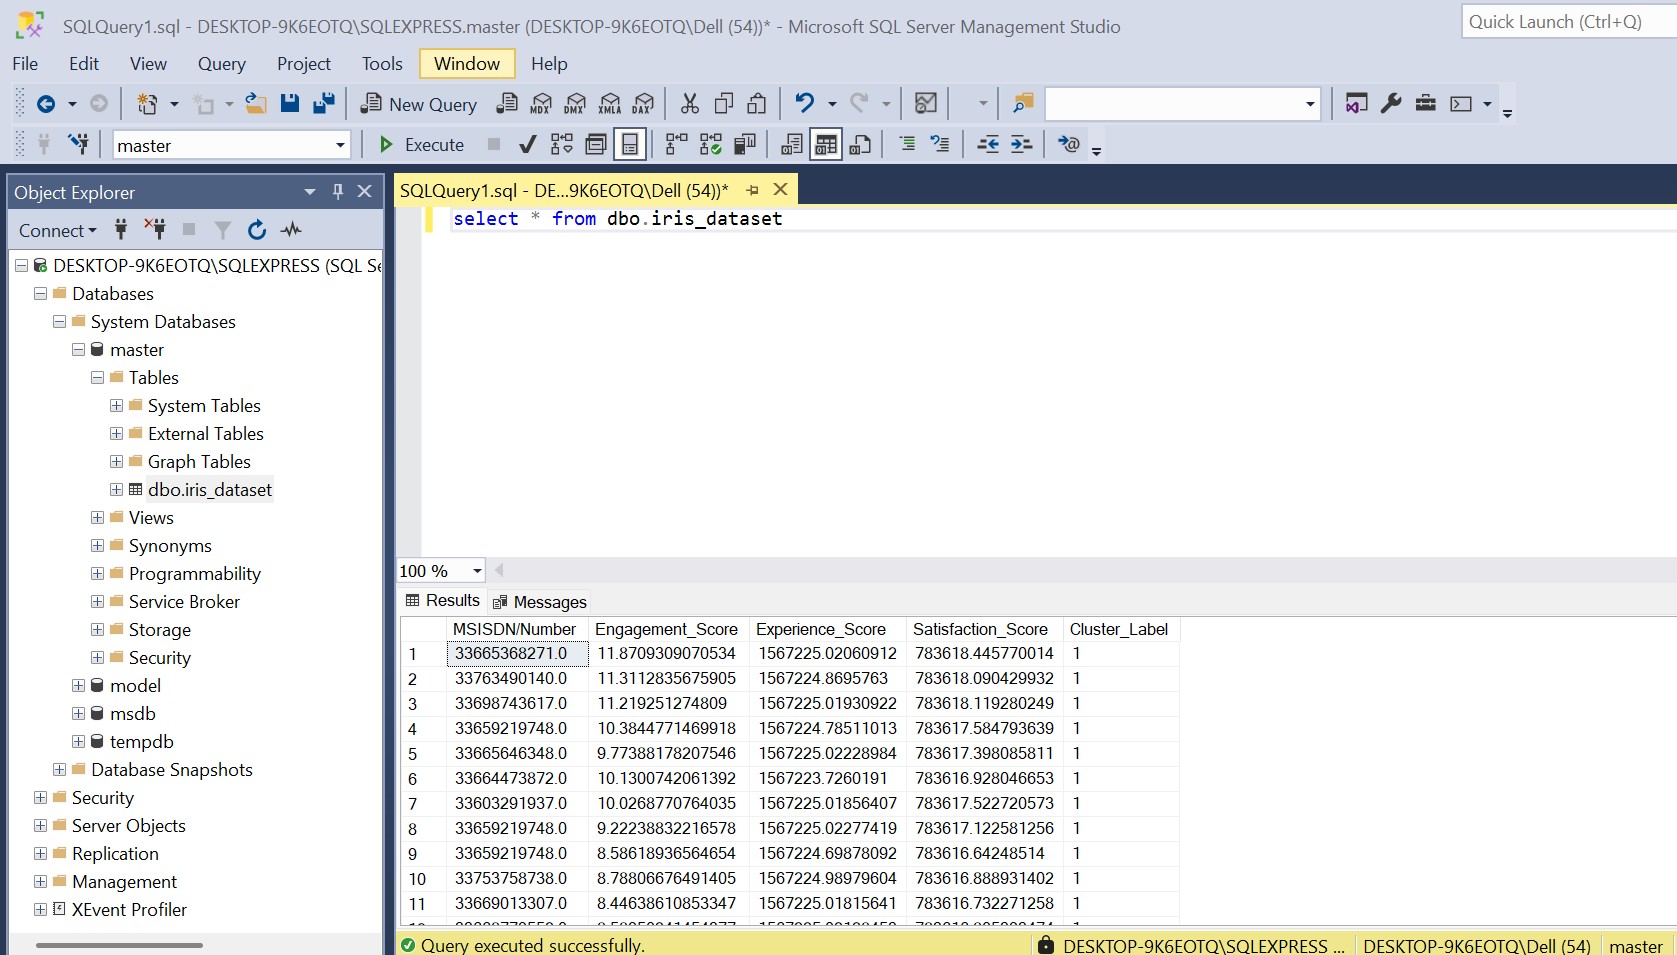 SQLQuery1.sql - DESKTOP-9K6EOTQ\SQLEXPRESS.master (DESKTOP-9K6EOTQ\Dell (54))* - Microsoft SQL Server Management Studio
Quick Launch (Ctrl+Q)
File Edit View Query Project Tools Window Help
New Query MDX DMX XMLA DAX
master Execute
Object Explorer
SQLQuery1.sql - DE...9K6EOTQ\Dell (54))*
Connect
select * from dbo.iris_dataset
DESKTOP-9K6EOTQ\SQLEXPRESS (SQL Se
Databases
System Databases
master
Tables
System Tables
External Tables
Graph Tables
dbo.iris_dataset
Views
Synonyms
Programmability
Service Broker
Storage
Security
model
msdb
tempdb
Database Snapshots
Security
Server Objects
Replication
Management
XEvent Profiler
100 %
Results Messages
MSISDN/Number Engagement_Score Experience_Score Satisfaction_Score Cluster_Label
1 33665368271.0 11.8709309070534 1567225.02060912 783618.445770014 1
2 33763490140.0 11.3112835675905 1567224.8695763 783618.090429932 1
3 33698743617.0 11.219251274809 1567225.01930922 783618.119280249 1
4 33659219748.0 10.3844771469918 1567224.78511013 783617.584793639 1
5 33665646348.0 9.77388178207546 1567225.02228984 783617.398085811 1
6 33664473872.0 10.1300742061392 1567223.7260191 783616.928046653 1
7 33603291937.0 10.0268770764035 1567225.01856407 783617.522720573 1
8 33659219748.0 9.22238832216578 1567225.02277419 783617.122581256 1
9 33659219748.0 8.58618936564654 1567224.69878092 783616.64248514 1
10 33753758738.0 8.78806676491405 1567224.98979604 783616.888931402 1
11 33669013307.0 8.44638610853347 1567225.01815641 783616.732271258 1
Query executed successfully.
DESKTOP-9K6EOTQ\SQLEXPRESS ... DESKTOP-9K6EOTQ\Dell (54) master